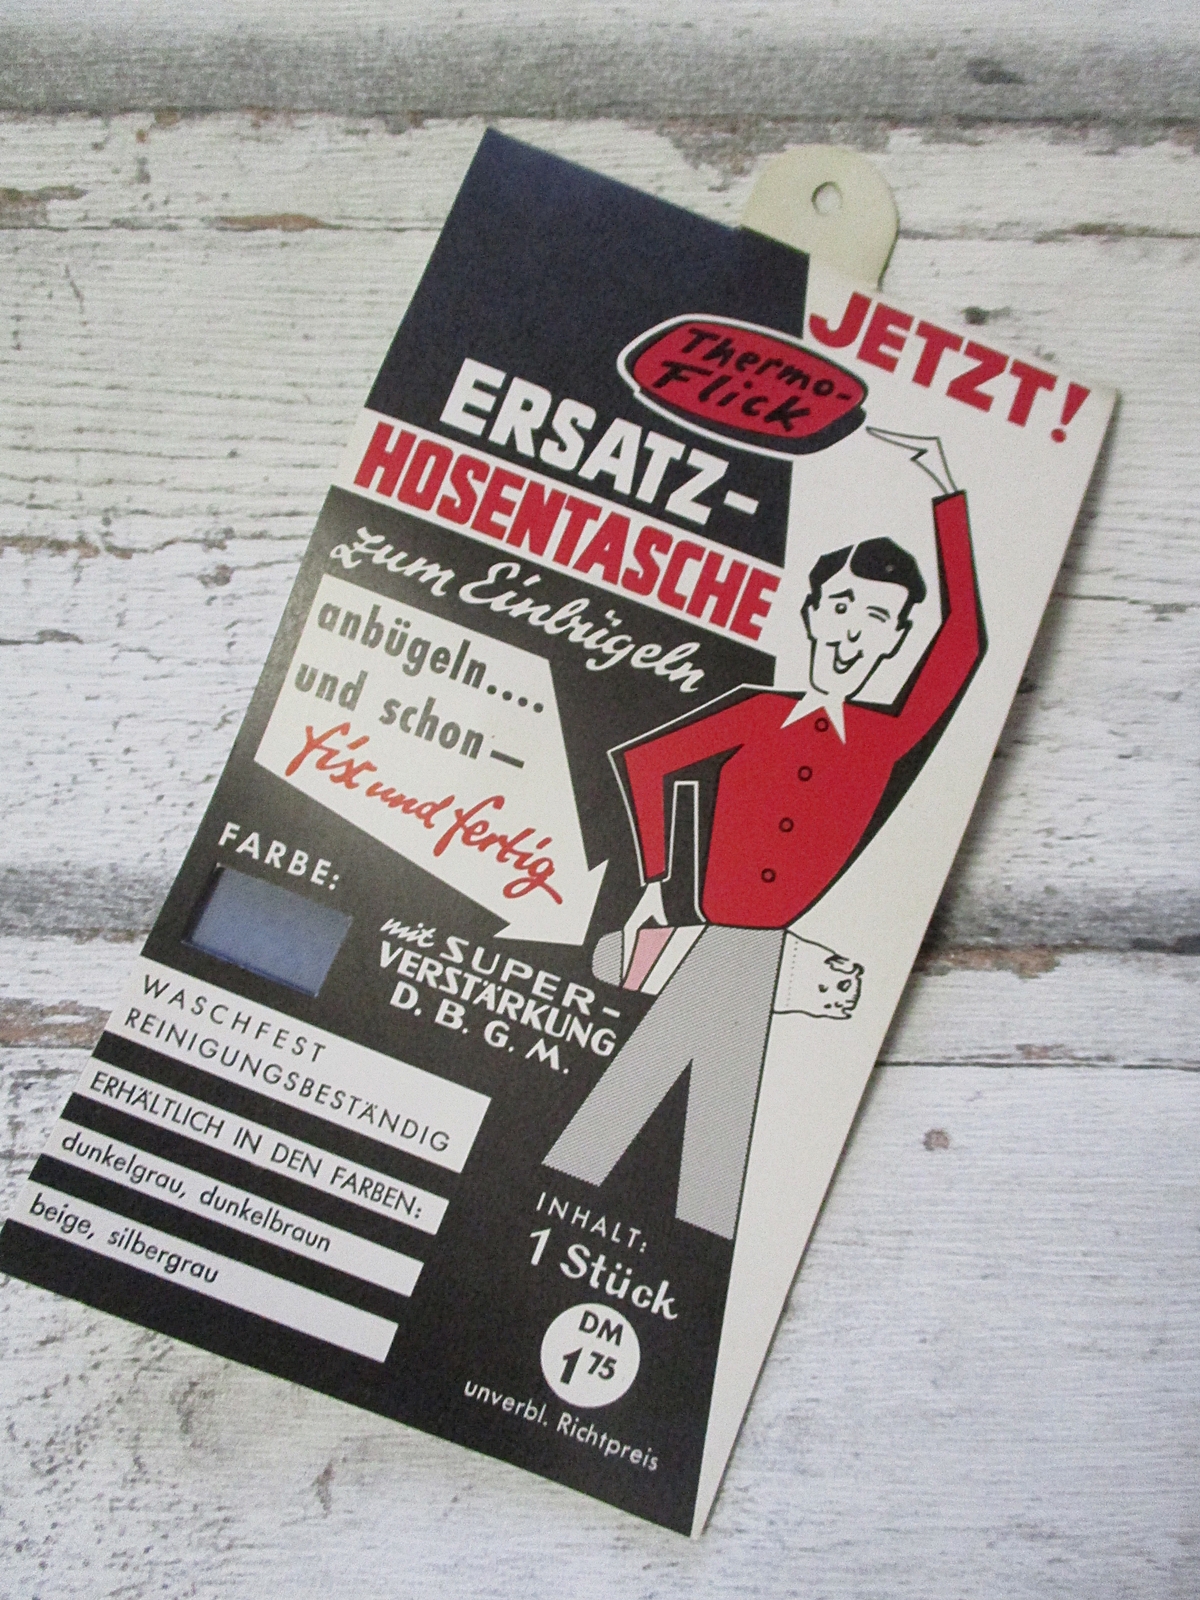 JETZT!
Thermo-
Flick
ERSATZ-
HOSENTASCHE
zum Einbügeln
anbügeln....
und schon—
fix und fertig
FARBE:
mit SUPER-
VERSTÄRKUNG
D. B. G. M.
WASCHFEST
REINIGUNGSBESTÄNDIG
ERHÄLTLICH IN DEN FARBEN:
dunkelgrau, dunkelbraun
beige, silbergrau
INHALT:
1 Stück
DM
1 75
unverbl. Richtpreis